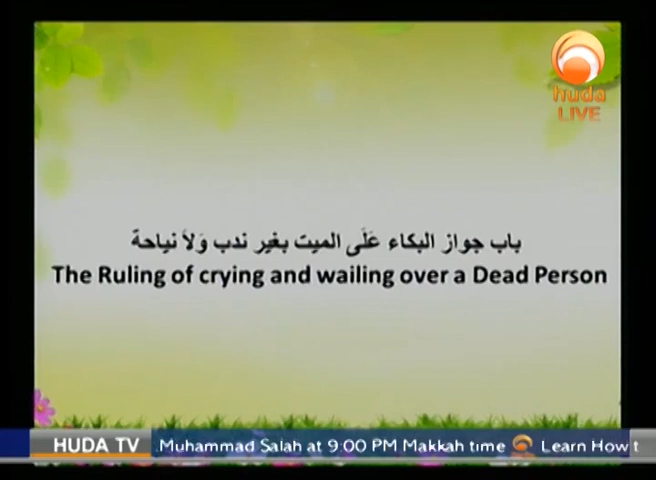 huda
LIVE
باب جواز البكاء عَلَى الميت بغير ندب وَلاَ نياحة
The Ruling of crying and wailing over a Dead Person
HUDA TV .Muhammad Salah at 9:00 PM Makkah time Learn How t